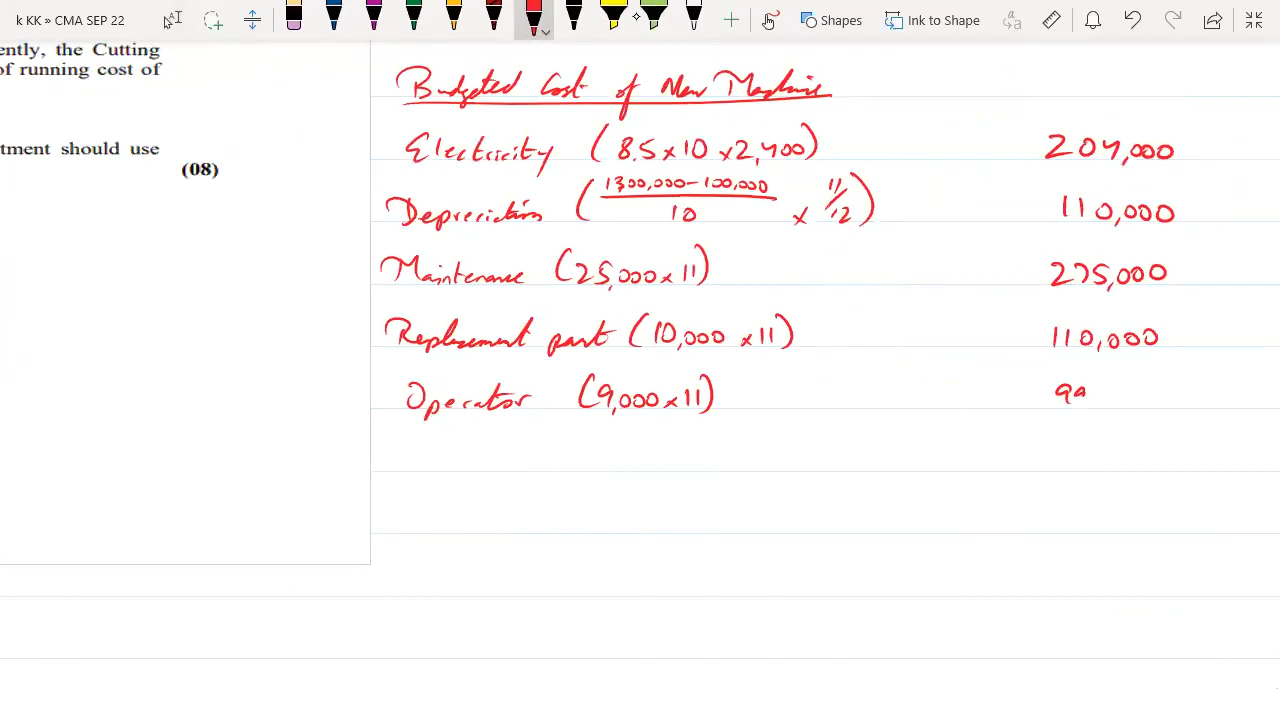 k KK » CMA SEP 22
Shapes
Ink to Shape
ently, the Cutting
of running cost of
tment should use
(08)
Budgeted Cost of New Machine
Electricity (8.5 x 10 x 2,400) 204,000
Depreciation (1300,000-100,000 / 10 x 11/12) 110,000
Maintenance (25,000 x 11) 275,000
Replacement part (10,000 x 11) 110,000
Operator (9,000 x 11) 99